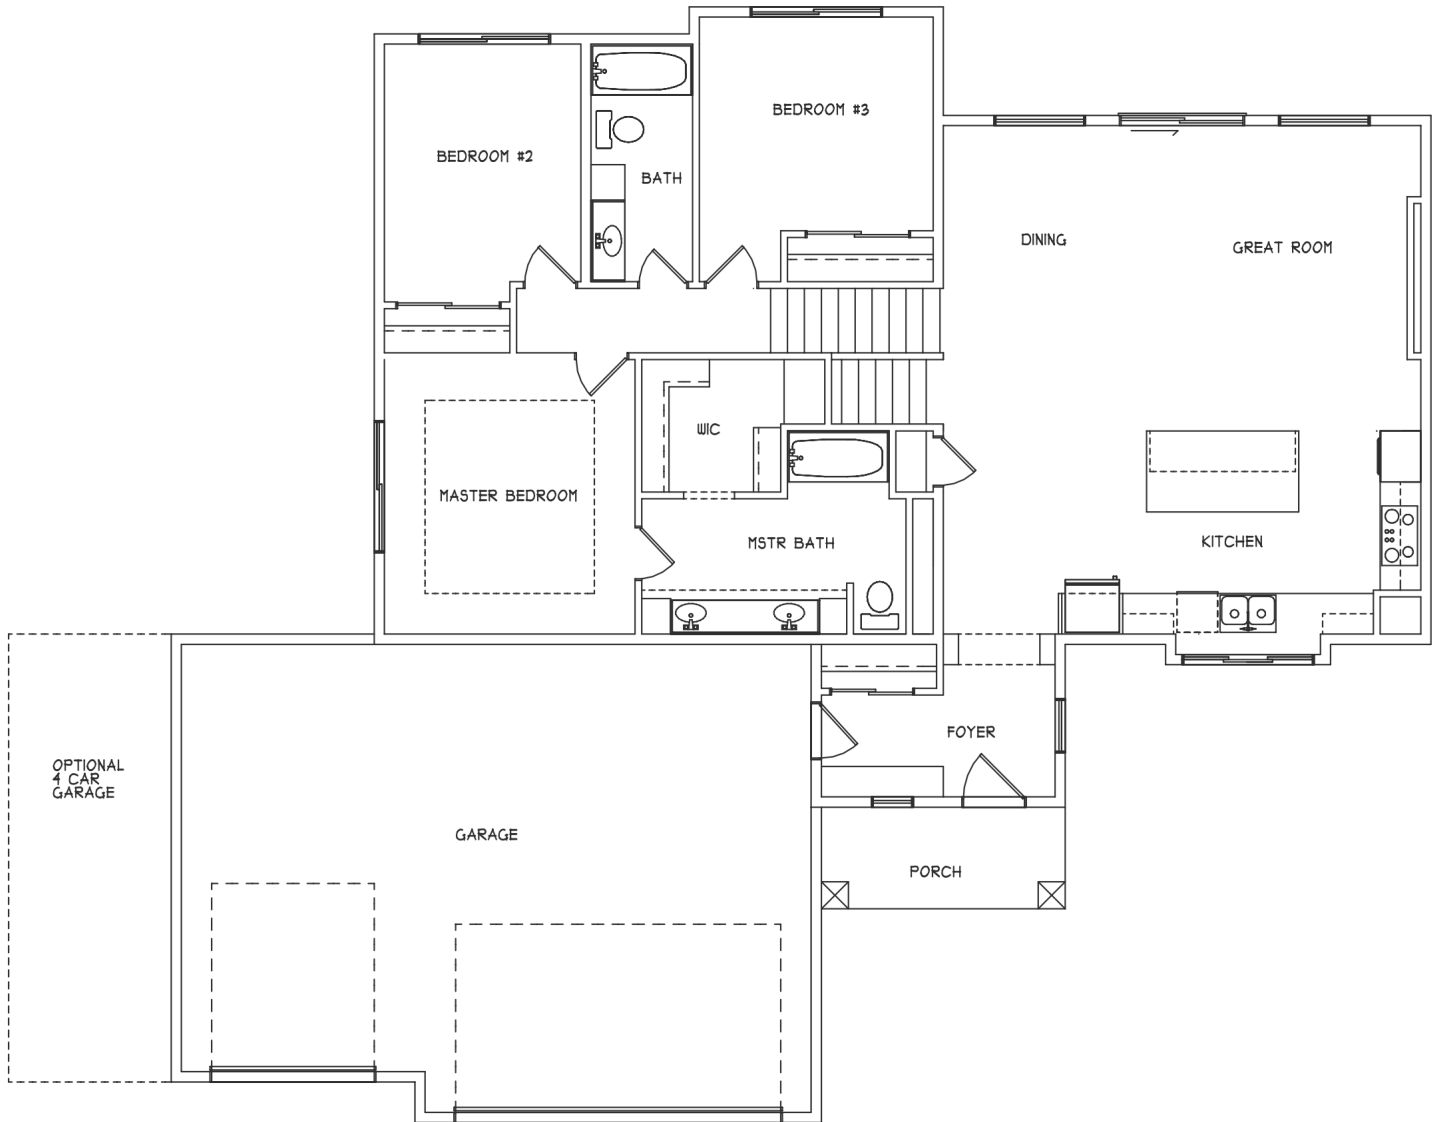 BEDROOM #3
BEDROOM #2
BATH
DINING
GREAT ROOM
WIC
MASTER BEDROOM
MSTR BATH
KITCHEN
FOYER
OPTIONAL
4 CAR
GARAGE
GARAGE
PORCH